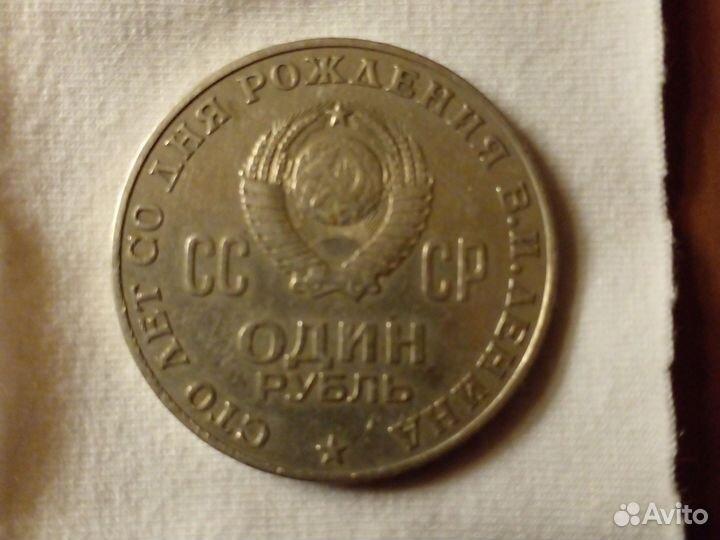 СТО ЛЕТ СО ДНЯ РОЖДЕНИЯ В.И.ЛЕНИНА
СС СР
ОДИН
РУБЛЬ
Avito